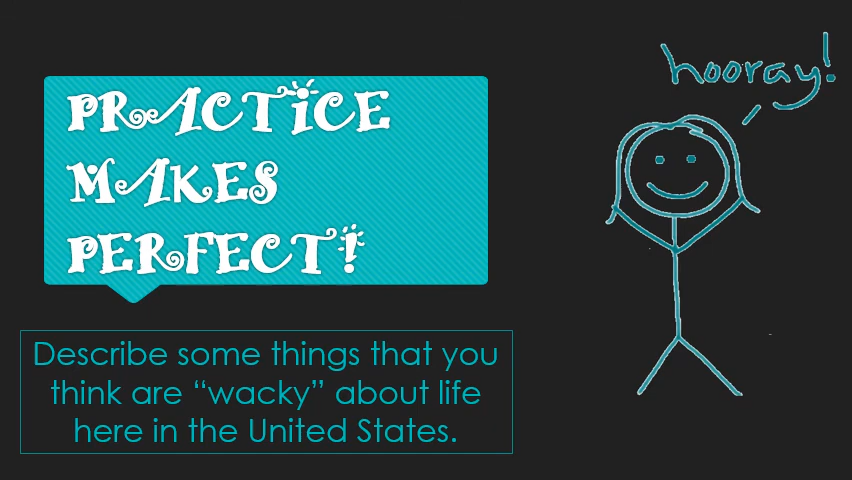 PRACTICE
MAKES
PERFECT!
hooray!
Describe some things that you
think are “wacky” about life
here in the United States.